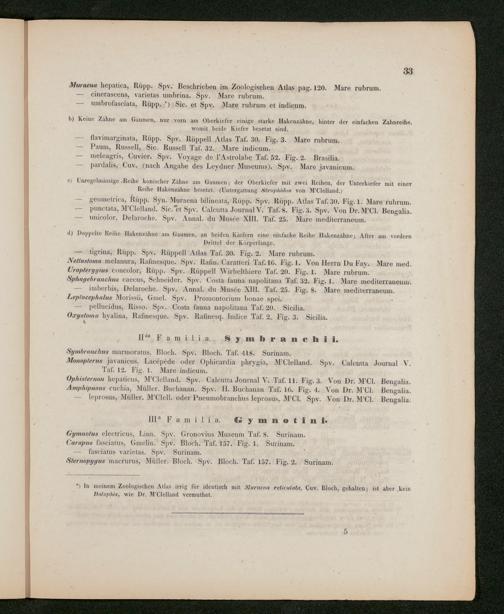 33
Muraena hepatica, Rüpp. Spv. Beschrieben im Zoologischen Atlas pag. 120. Mare rubrum.
— cinerascens, varietas umbrina. Spv. Mare rubrum.
— umbrofasciata, Rüpp. *) Sic. et Spv. Mare rubrum et indicum.
b) Keine Zähne am Gaumen, nur vorn am Oberkiefer einige starke Hakenzähne, hinter der einfachen Zahnreihe, womit beide Kiefer besetzt sind.
— flavimarginata, Rüpp. Spv. Rüppell Atlas Taf. 30. Fig. 3. Mare rubrum.
— Paum, Russell, Sic. Russell Taf. 32. Mare indicum.
— meleagris, Cuvier. Spv. Voyage de l'Astrolabe Taf. 52. Fig. 2. Brasilia.
— pardalis, Cuv. (nach Angabe des Leydner Museums). Spv. Mare javanicum.
c) Unregelmässige Reihe konischer Zähne am Gaumen; der Oberkiefer mit zwei Reihen, der Unterkiefer mit einer
Reihe Hakenzähne besetzt. (Untergattung Strophidon von M'Clelland.)
— geometrica, Rüpp. Syn. Muraena bilineata, Rüpp. Spv. Rüpp. Atlas Taf. 30. Fig. 1. Mare rubrum.
— punctata, M'Clelland. Sic. et Spv. Calcutta Journal V. Taf. 8. Fig. 3. Spv. Von Dr. M'Cl. Bengalia.
— unicolor, Delaroche. Spv. Annal. du Musée XIII. Taf. 25. Mare mediterraneum.
d) Doppelte Reihe Hakenzähne am Gaumen, an beiden Kiefern eine einfache Reihe Hakenzähne; After am vordern
Drittel der Körperlänge.
— tigrina, Rüpp. Spv. Rüppell Atlas Taf. 30. Fig. 2. Mare rubrum.
Nettastoma melanura, Rafinesque. Spv. Rafin. Caratteri Taf. 16. Fig. 1. Von Herrn Du Fay. Mare med.
Uropterygius concolor, Rüpp. Spv. Rüppell Wirbelthiere Taf. 20. Fig. 1. Mare rubrum.
Sphagebranchus caecus, Schneider. Spv. Costa fauna napolitana Taf. 32. Fig. 1. Mare mediterraneum.
— imberbis, Delaroche. Spv. Annal. du Musée XIII. Taf. 25. Fig. 8. Mare mediterraneum.
Leptocephalus Morissii, Gmel. Spv. Promontorium bonae spei.
— pellucidus, Risso. Spv. Costa fauna napolitana Taf. 20. Sicilia.
Oxystoma hyalina, Rafinesque. Spv. Rafinesq. Indice Taf. 2. Fig. 3. Sicilia.
IIda Familia. Symbranchii.
Symbranchus marmoratus, Bloch. Spv. Bloch. Taf. 418. Surinam.
Monopterus javanicus, Lacépède oder Ophicardia phrygia, M'Clelland. Spv. Calcutta Journal V.
Taf. 12. Fig. 1. Mare indicum.
Ophisternon hepaticus, M'Clelland. Spv. Calcutta Journal V. Taf. 11. Fig. 3. Von Dr. M'Cl. Bengalia.
Amphipnous cuchia, Müller. Buchanan. Spv. H. Buchanan Taf. 16. Fig. 4. Von Dr. M'Cl. Bengalia.
— leprosus, Müller, M'Clell. oder Pneumobranchus leprosus, M'Cl. Spv. Von Dr. M'Cl. Bengalia.
IIIa Familia. Gymnotini.
Gymnotus electricus, Linn. Spv. Gronovius Museum Taf. 8. Surinam.
Carapus fasciatus, Gmelin. Spv. Bloch. Taf. 157. Fig. 1. Surinam.
— fasciatus varietas. Spv. Surinam.
Sternopygus macrurus, Müller. Bloch. Spv. Bloch. Taf. 157. Fig. 2. Surinam.
*) In meinem Zoologischen Atlas irrig für identisch mit Muraena reticulata, Cuv. Bloch, gehalten; ist aber kein
Dalophis, wie Dr. M'Clelland vermuthet.
5